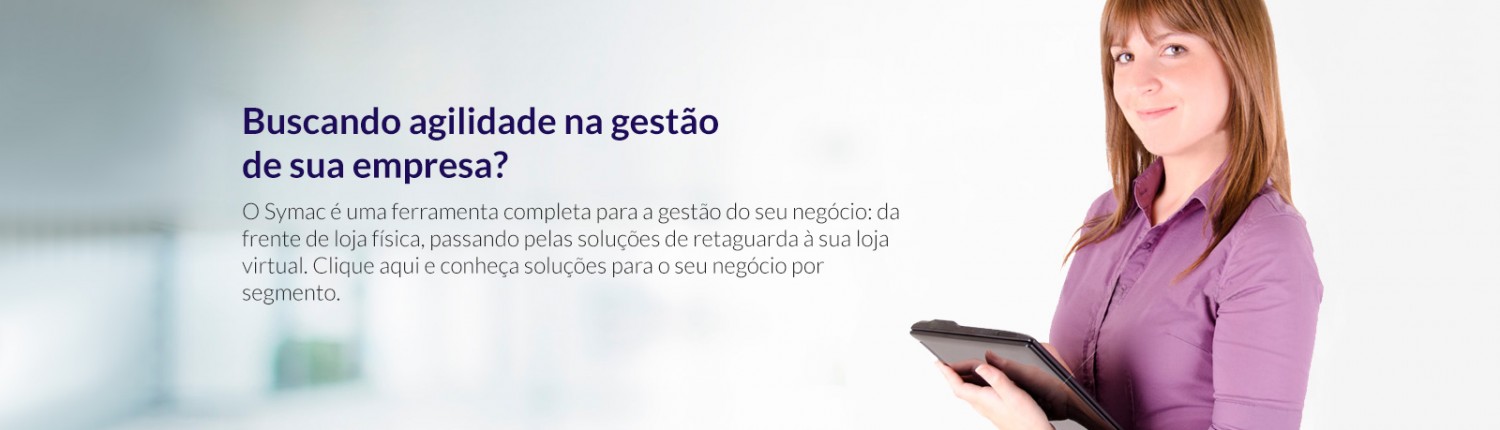 Buscando agilidade na gestão
de sua empresa?
O Symac é uma ferramenta completa para a gestão do seu negócio: da
frente de loja física, passando pelas soluções de retaguarda à sua loja
virtual. Clique aqui e conheça soluções para o seu negócio por
segmento.